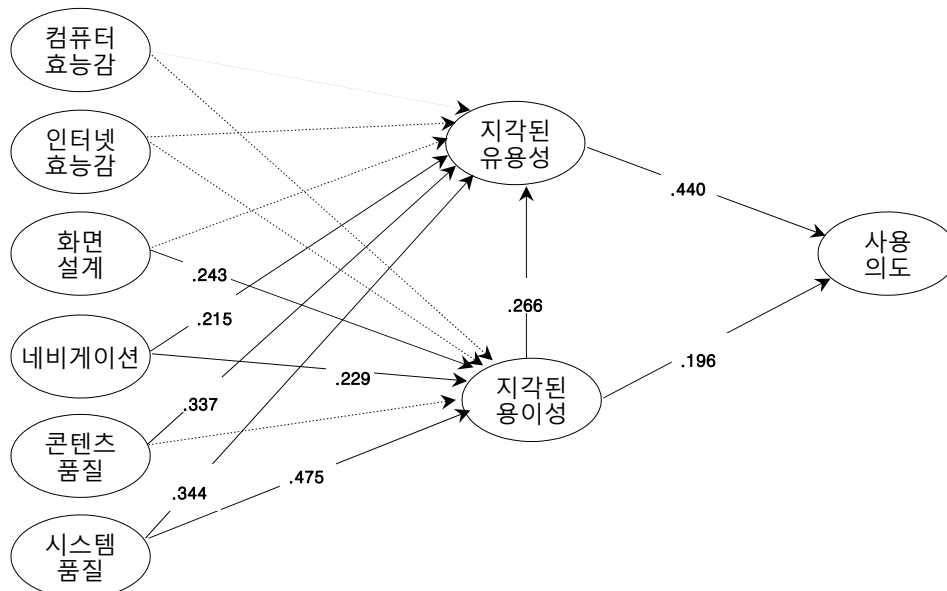 컴퓨터
효능감
인터넷
효능감
지각된
유용성
.440
화면
설계
사용
의도
.243
.215
.266
네비게이션
.229
.196
지각된
용이성
.337
콘텐츠
품질
.344
.475
시스템
품질